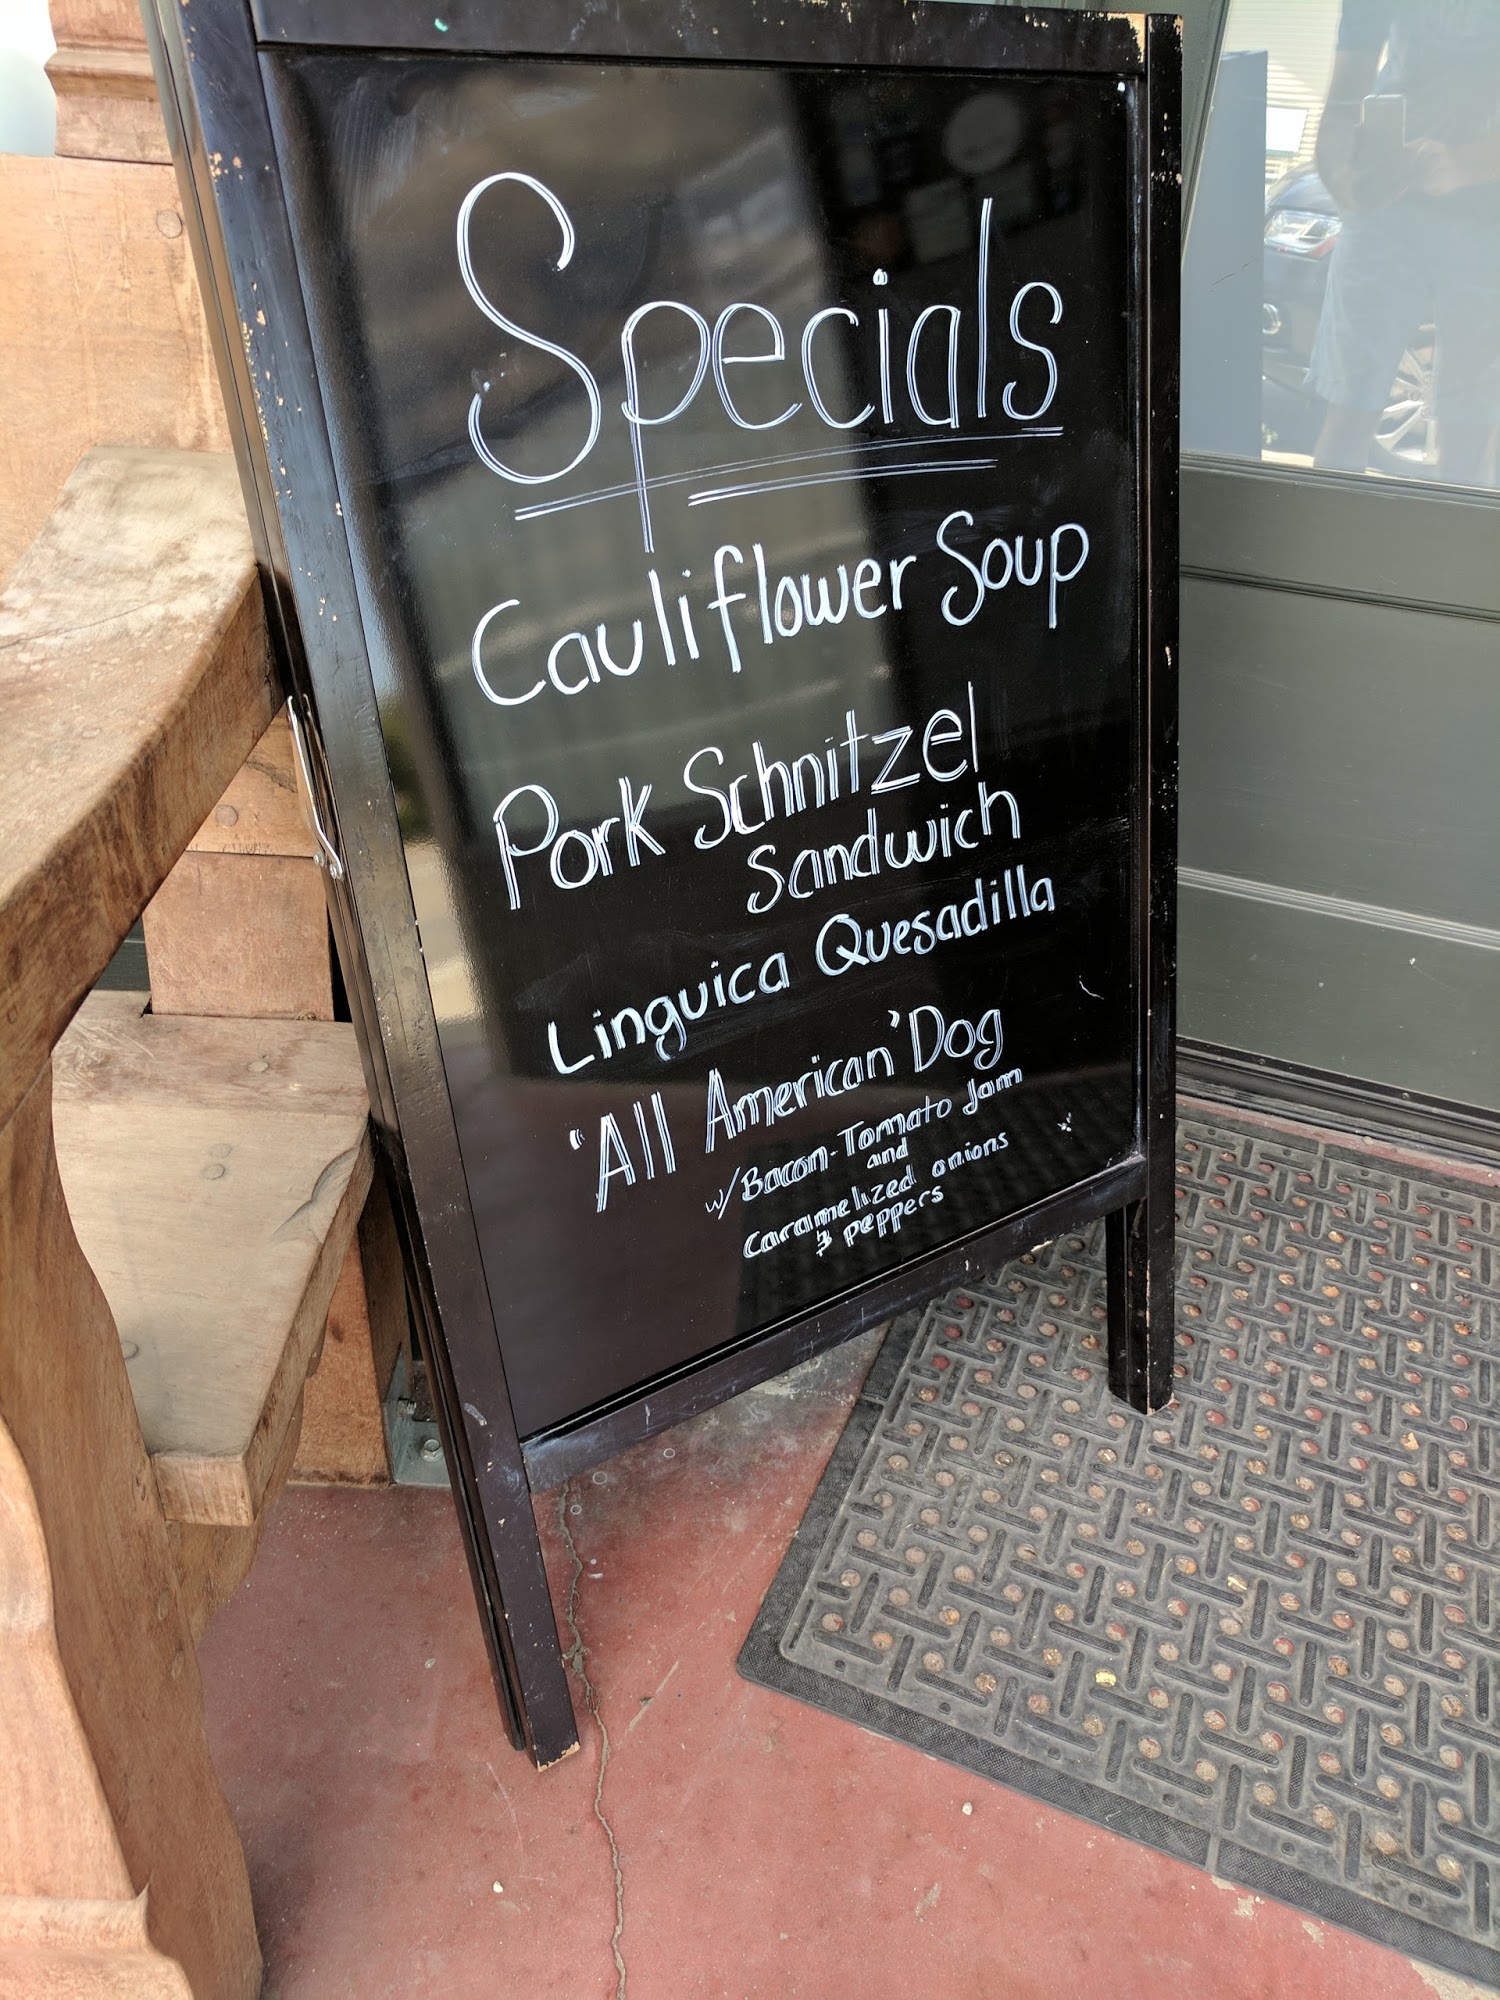 Specials
Cauliflower Soup
Pork Schnitzel
Sandwich
Linguica Quesadilla
'All American' Dog
w/ Bacon-Tomato Jam
and
Caramelized onions
& peppers